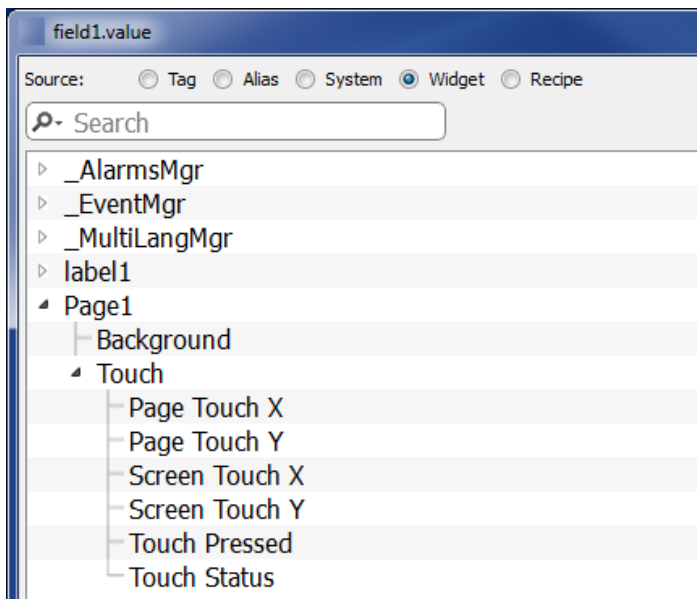 field1.value
Source: Tag Alias System Widget Recipe
Search
_AlarmsMgr
_EventMgr
_MultiLangMgr
label1
Page1
Background
Touch
Page Touch X
Page Touch Y
Screen Touch X
Screen Touch Y
Touch Pressed
Touch Status